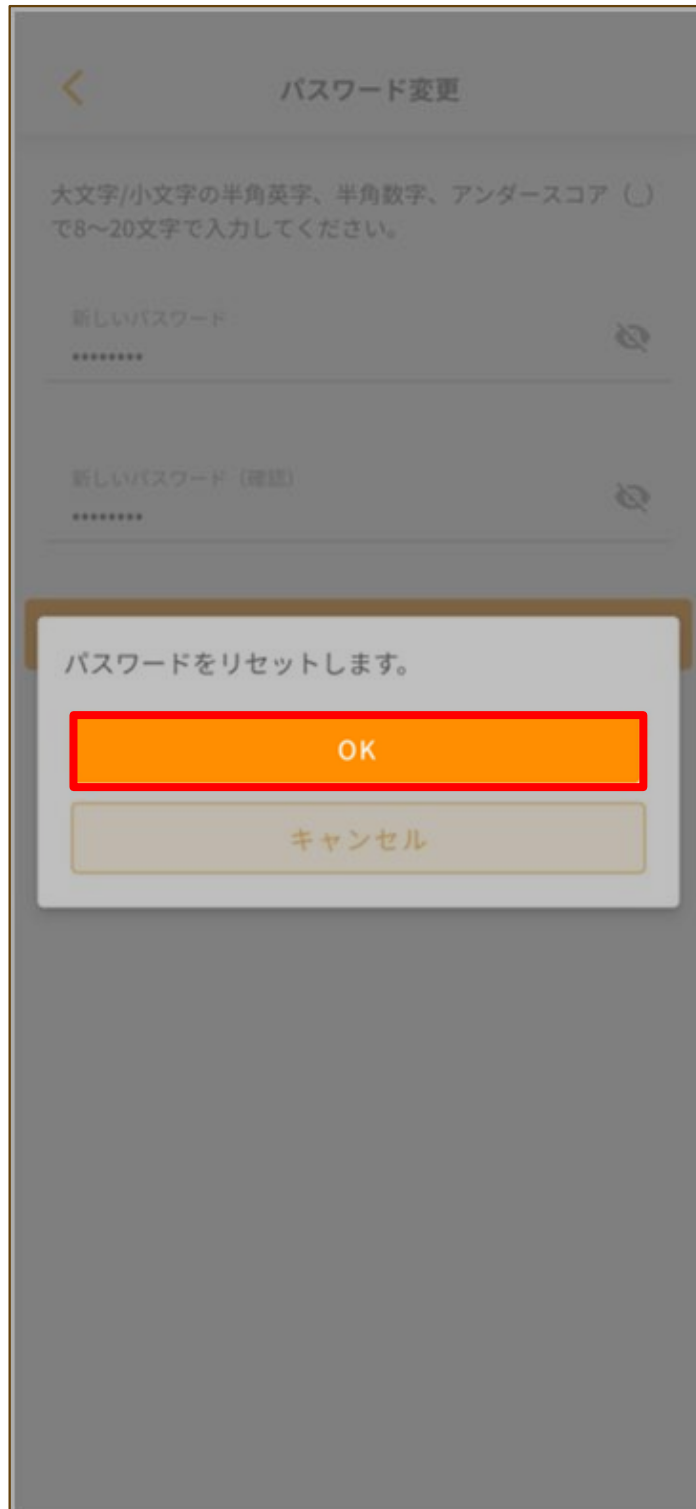 パスワード変更
大文字/小文字の半角英字、半角数字、アンダースコア（_）
で8〜20文字で入力してください。
新しいパスワード
••••••••
新しいパスワード（確認）
••••••••
パスワードをリセットします。
OK
キャンセル